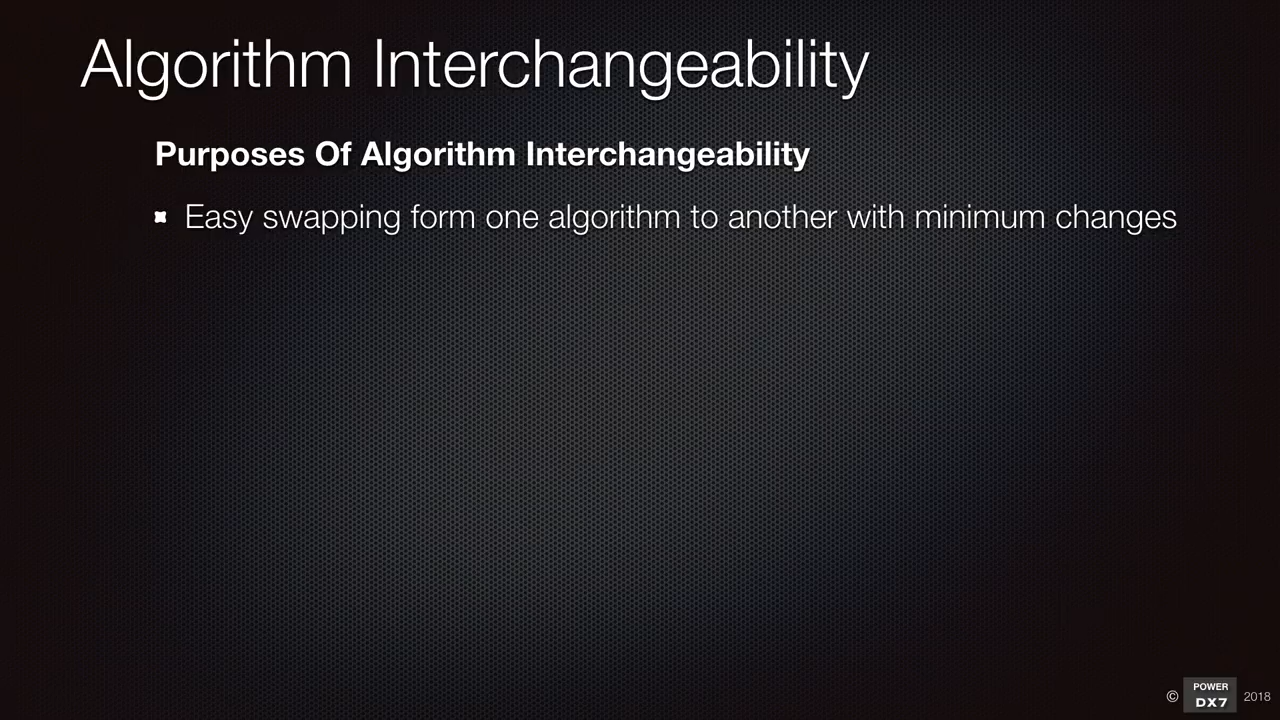 Algorithm Interchangeability
Purposes Of Algorithm Interchangeability
Easy swapping form one algorithm to another with minimum changes
© POWER DX7 2018